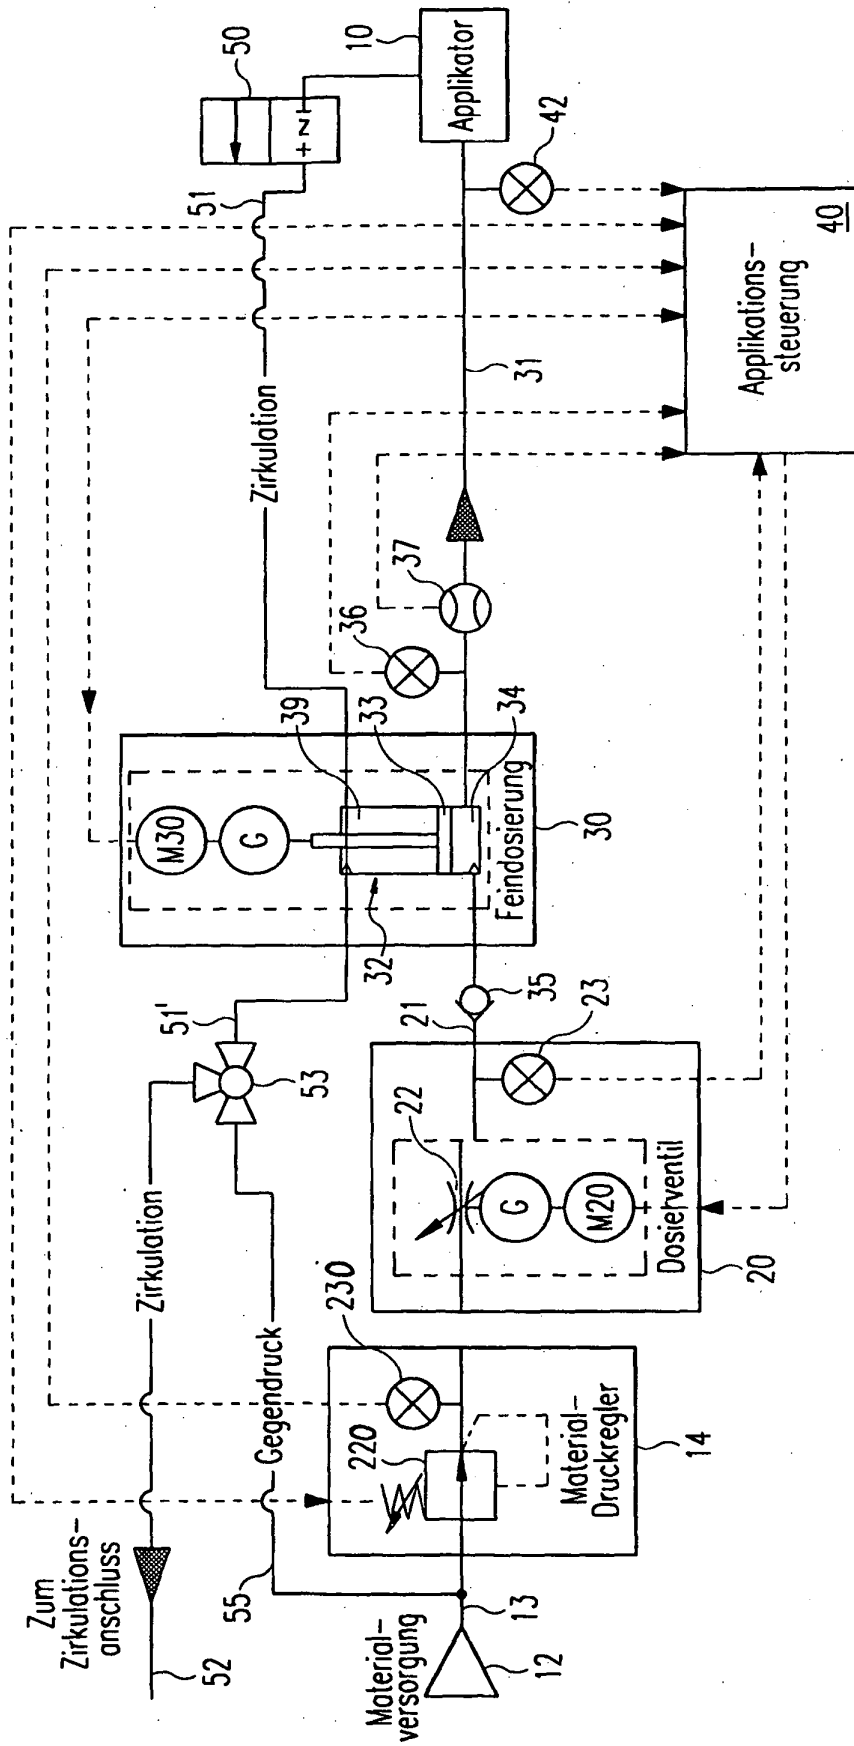 Zum
Zirkulations-
anschluss
52
Zirkulation
53
51'
Gegendruck
55
Material-
versorgung
12
13
14
Material-
Druckregler
220
230
20
Dosierventil
22
G
M20
23
21
35
30
Feindosierung
M30
G
32
39
33
34
36
37
31
Zirkulation
51
50
+ Z -
10
Applikator
42
Applikations-
steuerung
40